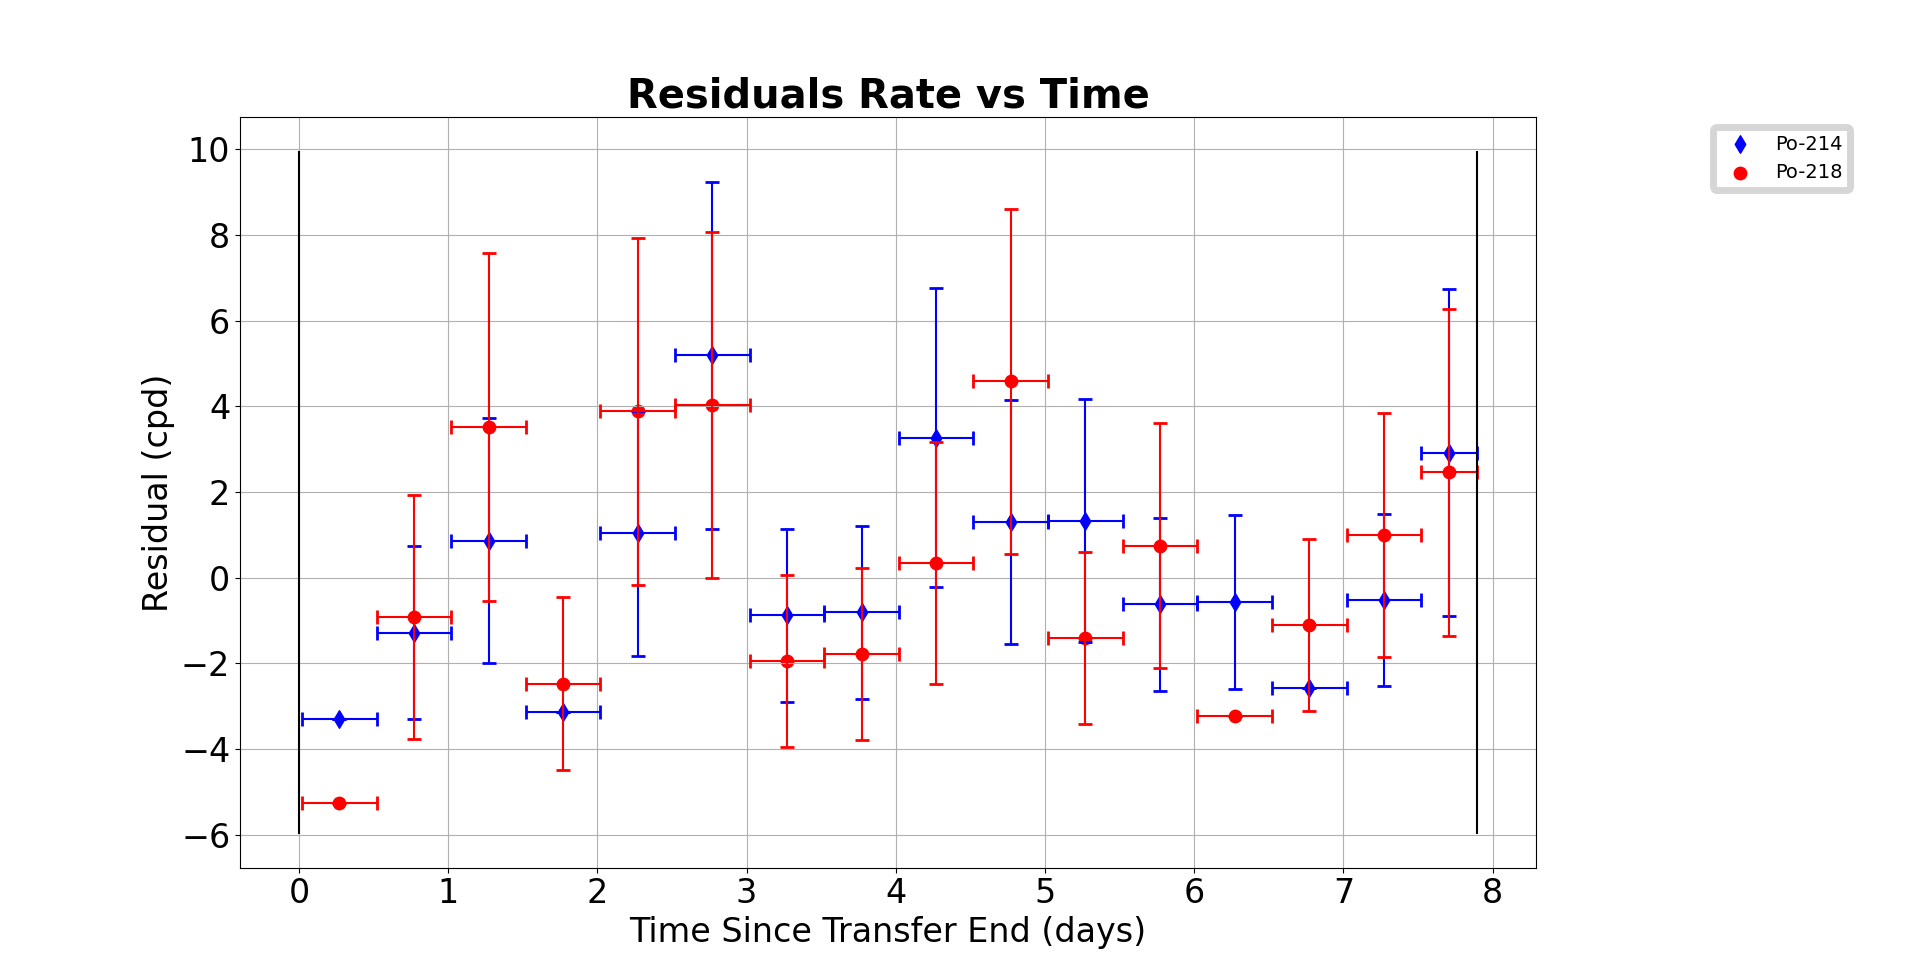 Residuals Rate vs Time
Po-214
Po-218
10
8
6
4
2
0
−2
−4
−6
Residual (cpd)
0 1 2 3 4 5 6 7 8
Time Since Transfer End (days)